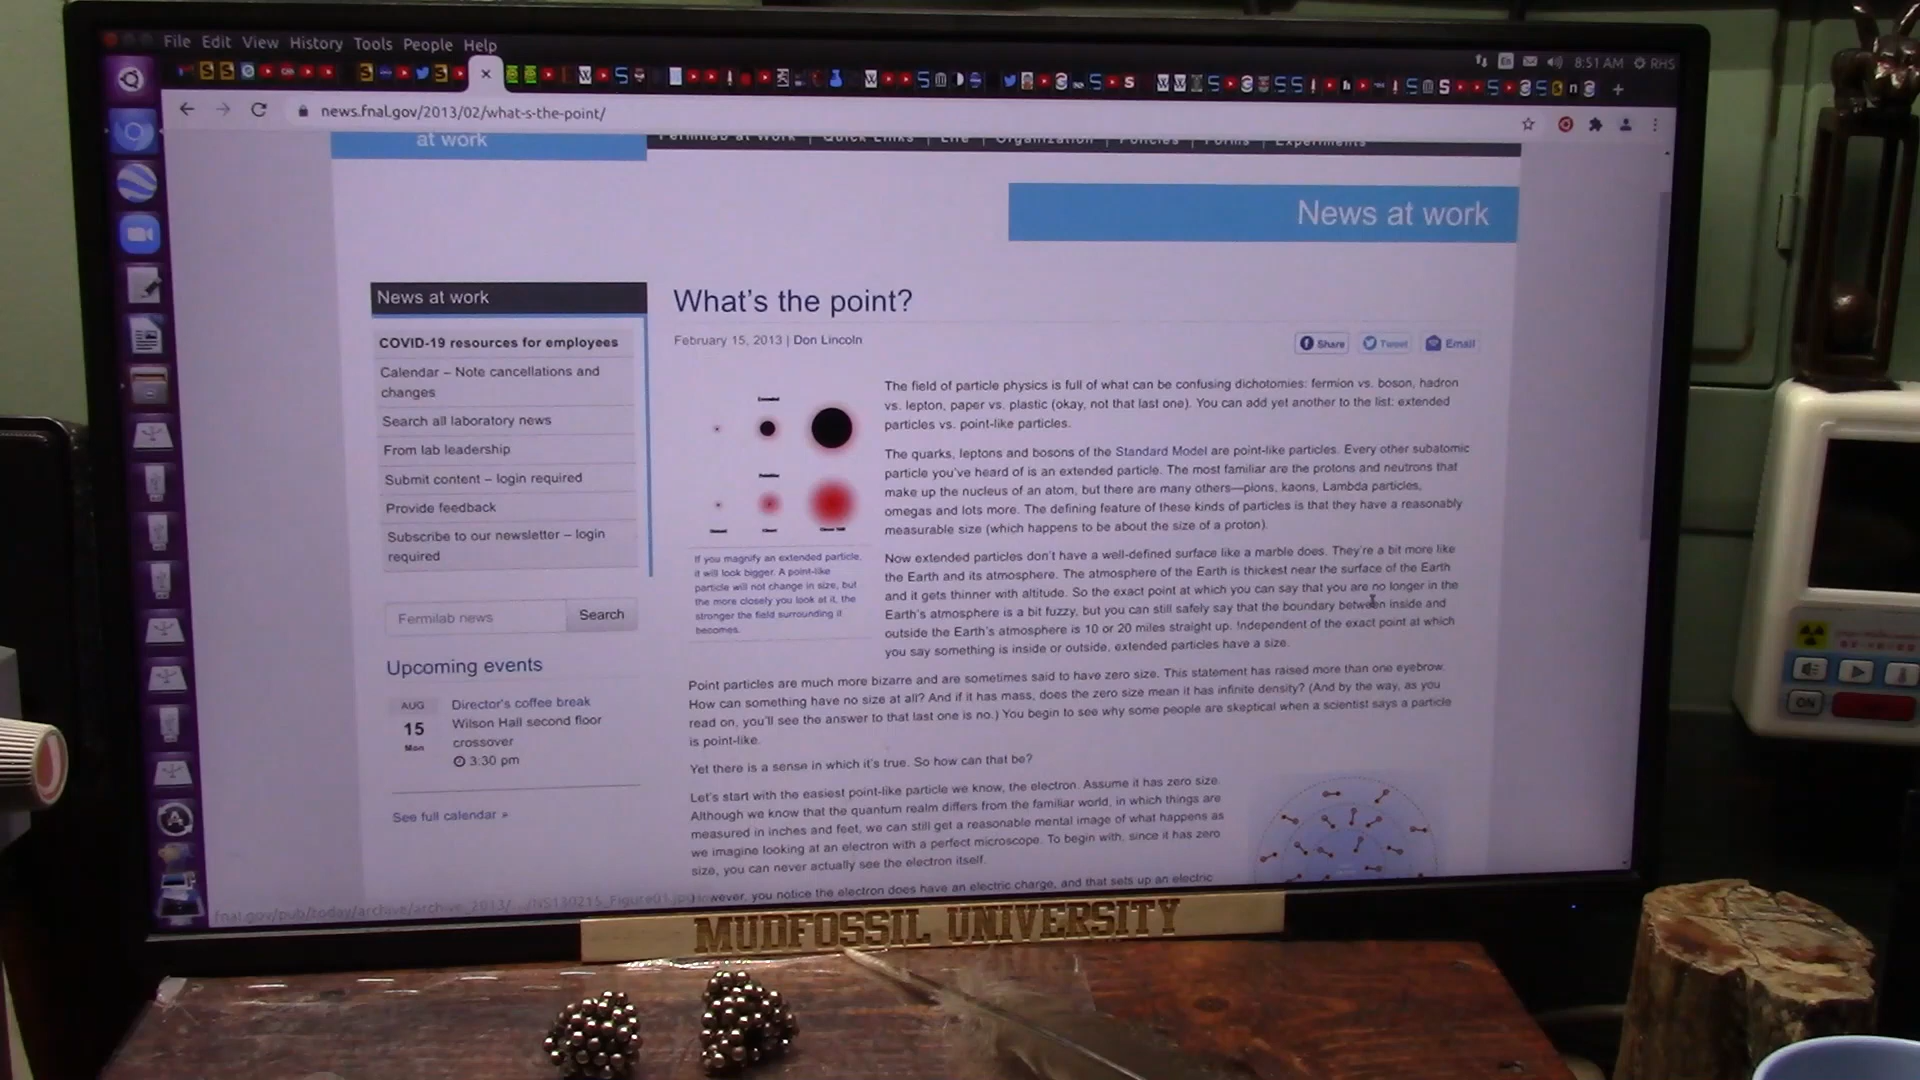 File Edit View History Tools People Help
8:51 AM RHS
news.fnal.gov/2013/02/what-s-the-point/
at work
Fermilab at Work | Quick Links | Life | Organization | Policies | Forms | Experiments
News at work
News at work
COVID-19 resources for employees
Calendar – Note cancellations and
changes
Search all laboratory news
From lab leadership
Submit content – login required
Provide feedback
Subscribe to our newsletter – login
required
Fermilab news Search
Upcoming events
AUG
15
Mon
Director's coffee break
Wilson Hall second floor
crossover
3:30 pm
See full calendar »
What's the point?
February 15, 2013 | Don Lincoln
Share Tweet Email
If you magnify an extended particle,
it will look bigger. A point-like
particle will not change in size, but
the more closely you look at it, the
stronger the field surrounding it
becomes.
The field of particle physics is full of what can be confusing dichotomies: fermion vs. boson, hadron
vs. lepton, paper vs. plastic (okay, not that last one). You can add yet another to the list: extended
particles vs. point-like particles.
The quarks, leptons and bosons of the Standard Model are point-like particles. Every other subatomic
particle you've heard of is an extended particle. The most familiar are the protons and neutrons that
make up the nucleus of an atom, but there are many others—pions, kaons, Lambda particles,
omegas and lots more. The defining feature of these kinds of particles is that they have a reasonably
measurable size (which happens to be about the size of a proton).
Now extended particles don't have a well-defined surface like a marble does. They're a bit more like
the Earth and its atmosphere. The atmosphere of the Earth is thickest near the surface of the Earth
and it gets thinner with altitude. So the exact point at which you can say that you are no longer in the
Earth's atmosphere is a bit fuzzy, but you can still safely say that the boundary between inside and
outside the Earth's atmosphere is 10 or 20 miles straight up. Independent of the exact point at which
you say something is inside or outside, extended particles have a size.
Point particles are much more bizarre and are sometimes said to have zero size. This statement has raised more than one eyebrow.
How can something have no size at all? And if it has mass, does the zero size mean it has infinite density? (And by the way, as you
read on, you'll see the answer to that last one is no.) You begin to see why some people are skeptical when a scientist says a particle
is point-like.
Yet there is a sense in which it's true. So how can that be?
Let's start with the easiest point-like particle we know, the electron. Assume it has zero size.
Although we know that the quantum realm differs from the familiar world, in which things are
measured in inches and feet, we can still get a reasonable mental image of what happens as
we imagine looking at an electron with a perfect microscope. To begin with, since it has zero
size, you can never actually see the electron itself.
wever, you notice the electron does have an electric charge, and that sets up an electric
fnal.gov/pub/today/archive/archive_2013/.../NS130215_Figure01.jpg
MUDFOSSIL UNIVERSITY
ON